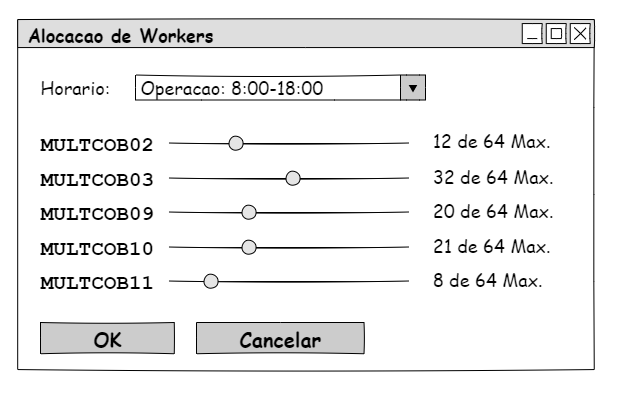 Alocacao de Workers
Horario: Operacao: 8:00-18:00
MULTCOB02 12 de 64 Max.
MULTCOB03 32 de 64 Max.
MULTCOB09 20 de 64 Max.
MULTCOB10 21 de 64 Max.
MULTCOB11 8 de 64 Max.
OK Cancelar